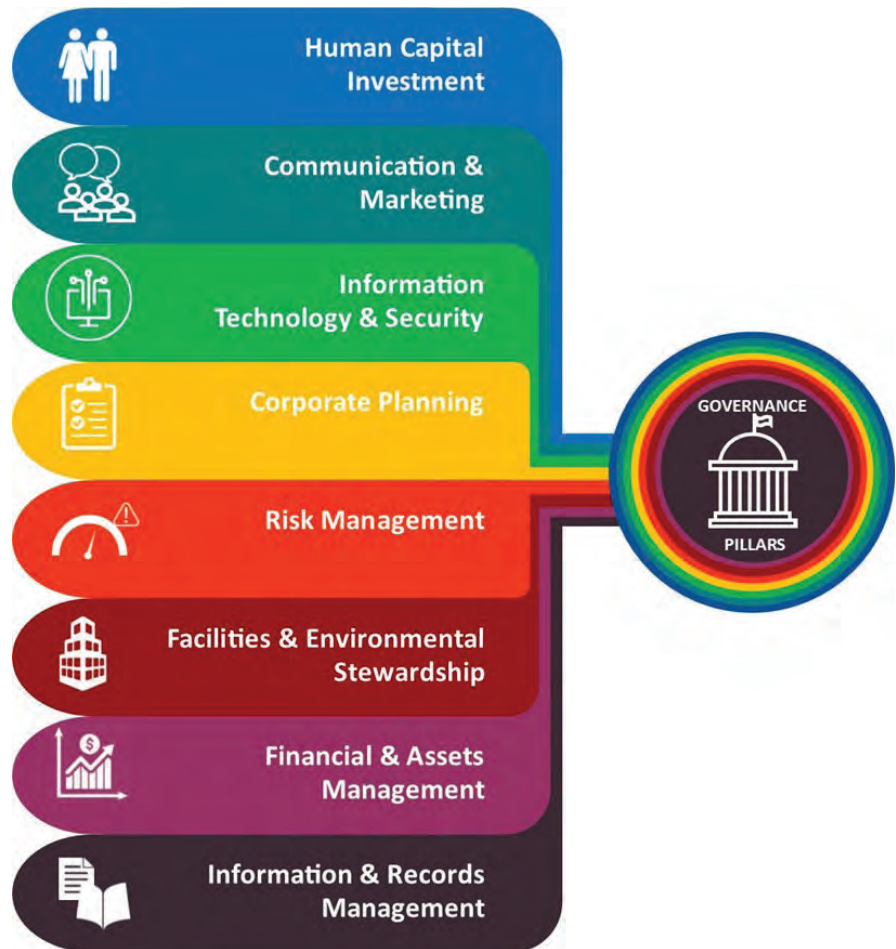 Human Capital
Investment
Communication &
Marketing
Information
Technology & Security
Corporate Planning
Risk Management
Facilities & Environmental
Stewardship
Financial & Assets
Management
Information & Records
Management
GOVERNANCE
PILLARS
$
!